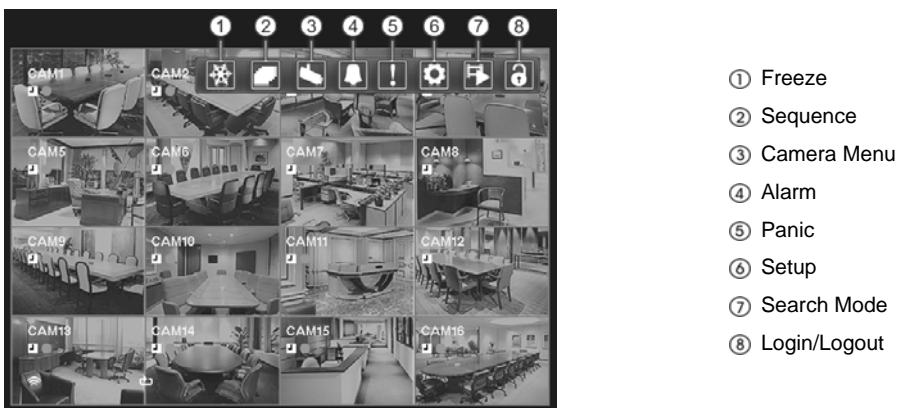 ① ② ③ ④ ⑤ ⑥ ⑦ ⑧
CAM1 CAM2
CAM5 CAM6 CAM7 CAM8
CAM9 CAM10 CAM11 CAM12
CAM13 CAM14 CAM15 CAM16
① Freeze
② Sequence
③ Camera Menu
④ Alarm
⑤ Panic
⑥ Setup
⑦ Search Mode
⑧ Login/Logout